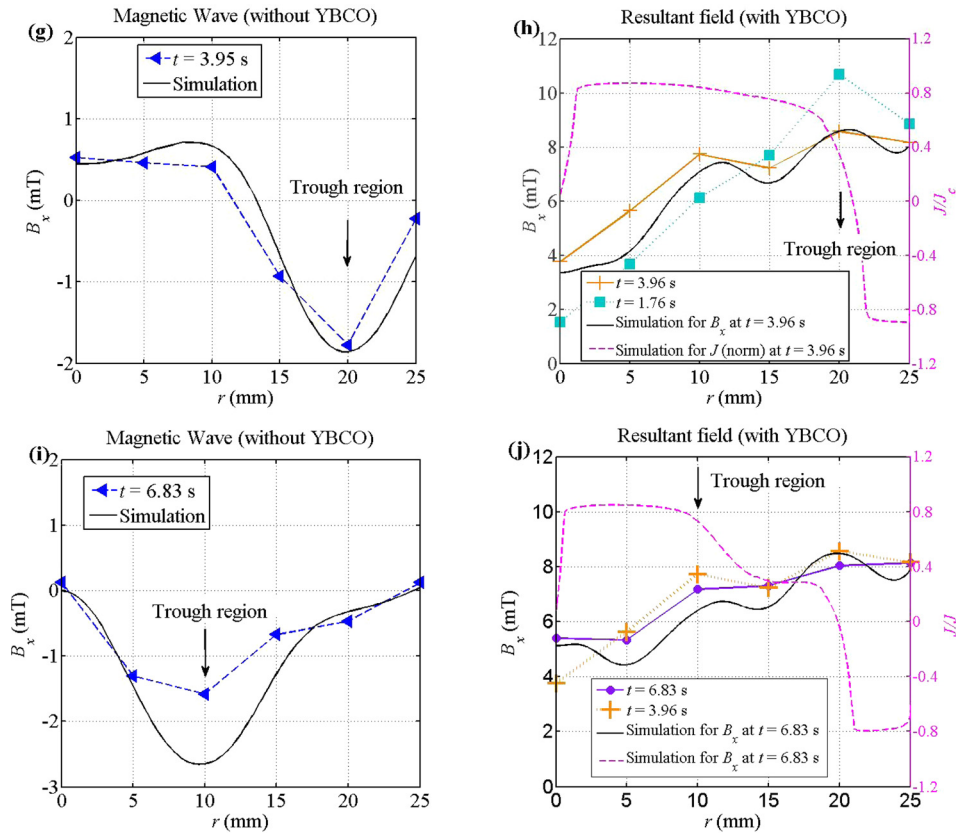 (g)
Magnetic Wave (without YBCO)
2
1
0
-1
-2
B_x (mT)
t = 3.95 s
Simulation
Trough region
0 5 10 15 20 25
r (mm)
(h)
Resultant field (with YBCO)
12
10
8
6
4
2
0
B_x (mT)
1.2
0.8
0.4
0
-0.4
-0.8
-1.2
J/J_c
Trough region
t = 3.96 s
t = 1.76 s
Simulation for B_x at t = 3.96 s
Simulation for J (norm) at t = 3.96 s
0 5 10 15 20 25
r (mm)
(i)
Magnetic Wave (without YBCO)
2
1
0
-1
-2
-3
B_x (mT)
t = 6.83 s
Simulation
Trough region
0 5 10 15 20 25
r (mm)
(j)
Resultant field (with YBCO)
12
10
8
6
4
2
0
B_x (mT)
1.2
0.8
0.4
0
-0.4
-0.8
-1.2
J/J
Trough region
t = 6.83 s
t = 3.96 s
Simulation for B_x at t = 6.83 s
Simulation for B_x at t = 6.83 s
0 5 10 15 20 25
r (mm)